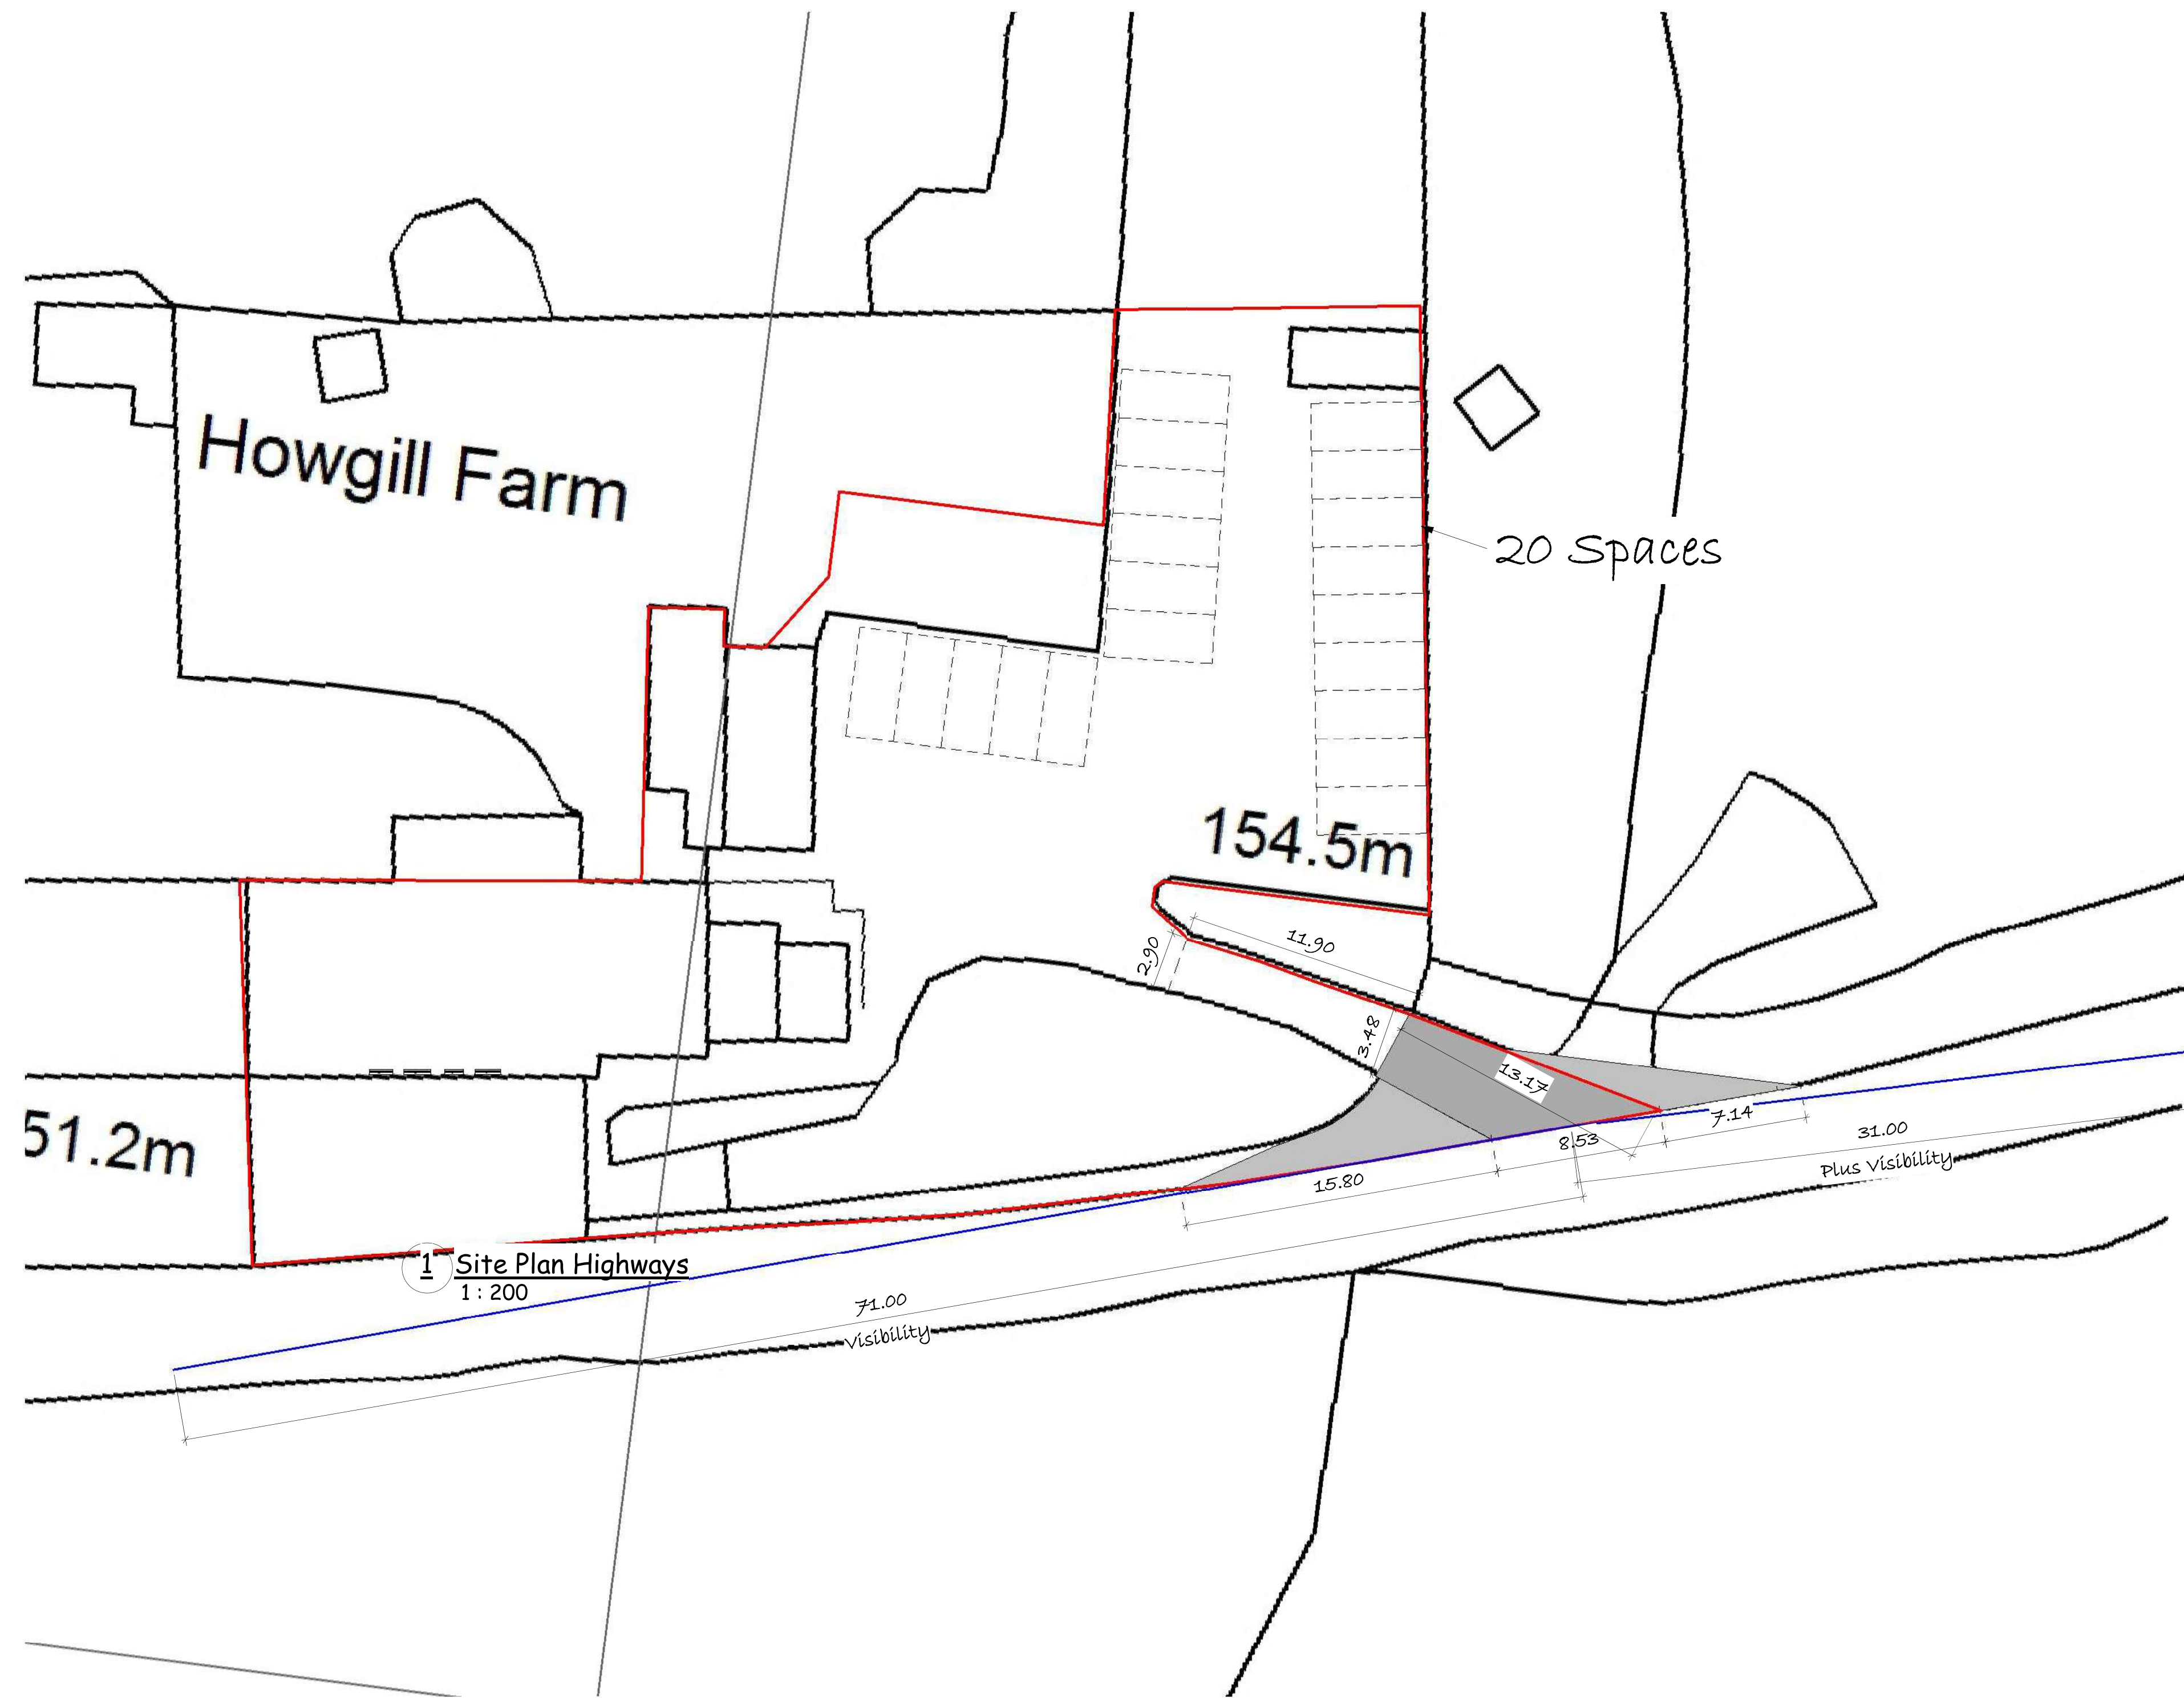 Howgill Farm
20 Spaces
154.5m
11.90
2.90
3.48
13.17
7.14
8.53
31.00
Plus Visibility
15.80
51.2m
1 Site Plan Highways
1 : 200
71.00
Visibility